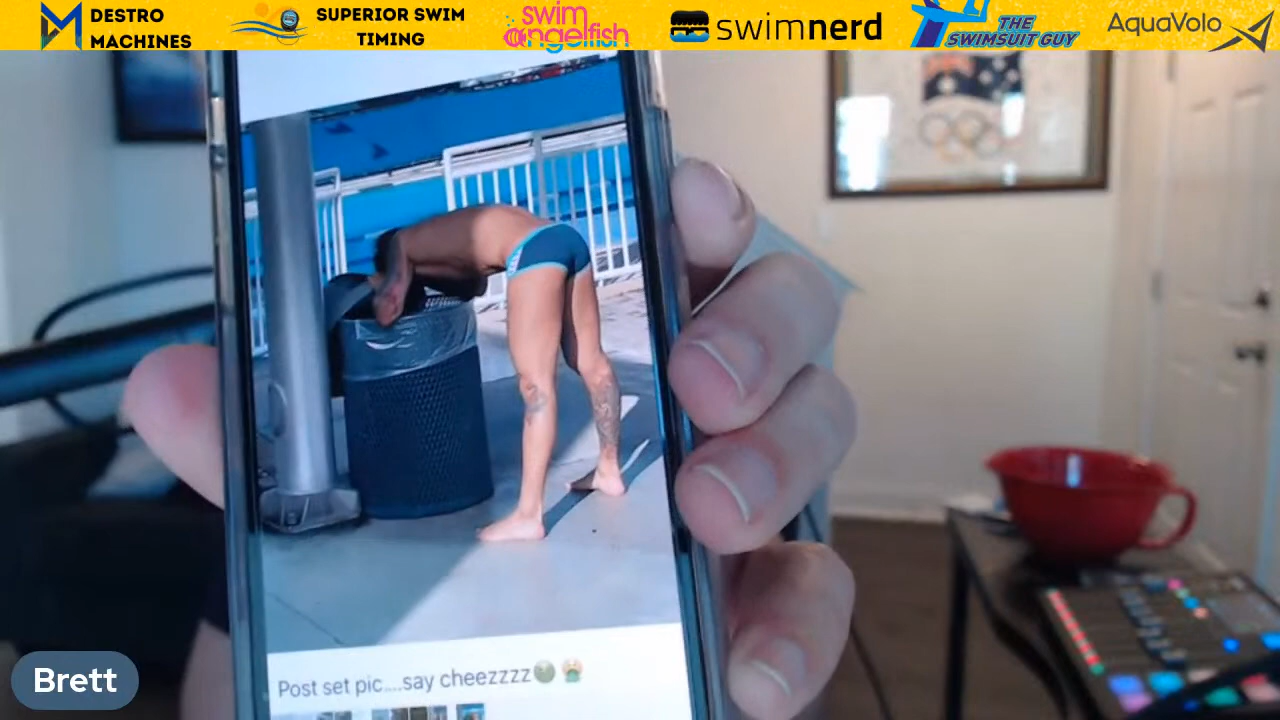 DESTRO
MACHINES
SUPERIOR SWIM
TIMING
swim
angelfish
swimnerd
THE
SWIMSUIT GUY
AquaVolo
Post set pic....say cheezzzz🤢🤮
Brett